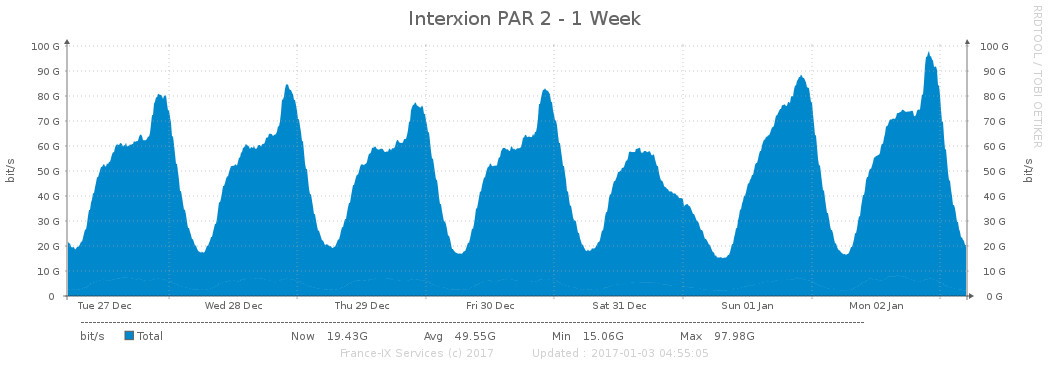 Interxion PAR 2 - 1 Week
RRDTOOL / TOBI OETIKER
100 G 100 G
90 G 90 G
80 G 80 G
70 G 70 G
60 G 60 G
50 G 50 G
40 G 40 G
30 G 30 G
20 G 20 G
10 G 10 G
0 0 G
bit/s bit/s
Tue 27 Dec Wed 28 Dec Thu 29 Dec Fri 30 Dec Sat 31 Dec Sun 01 Jan Mon 02 Jan
bit/s Total Now 19.43G Avg 49.55G Min 15.06G Max 97.98G
France-IX Services (c) 2017 Updated : 2017-01-03 04:55:05